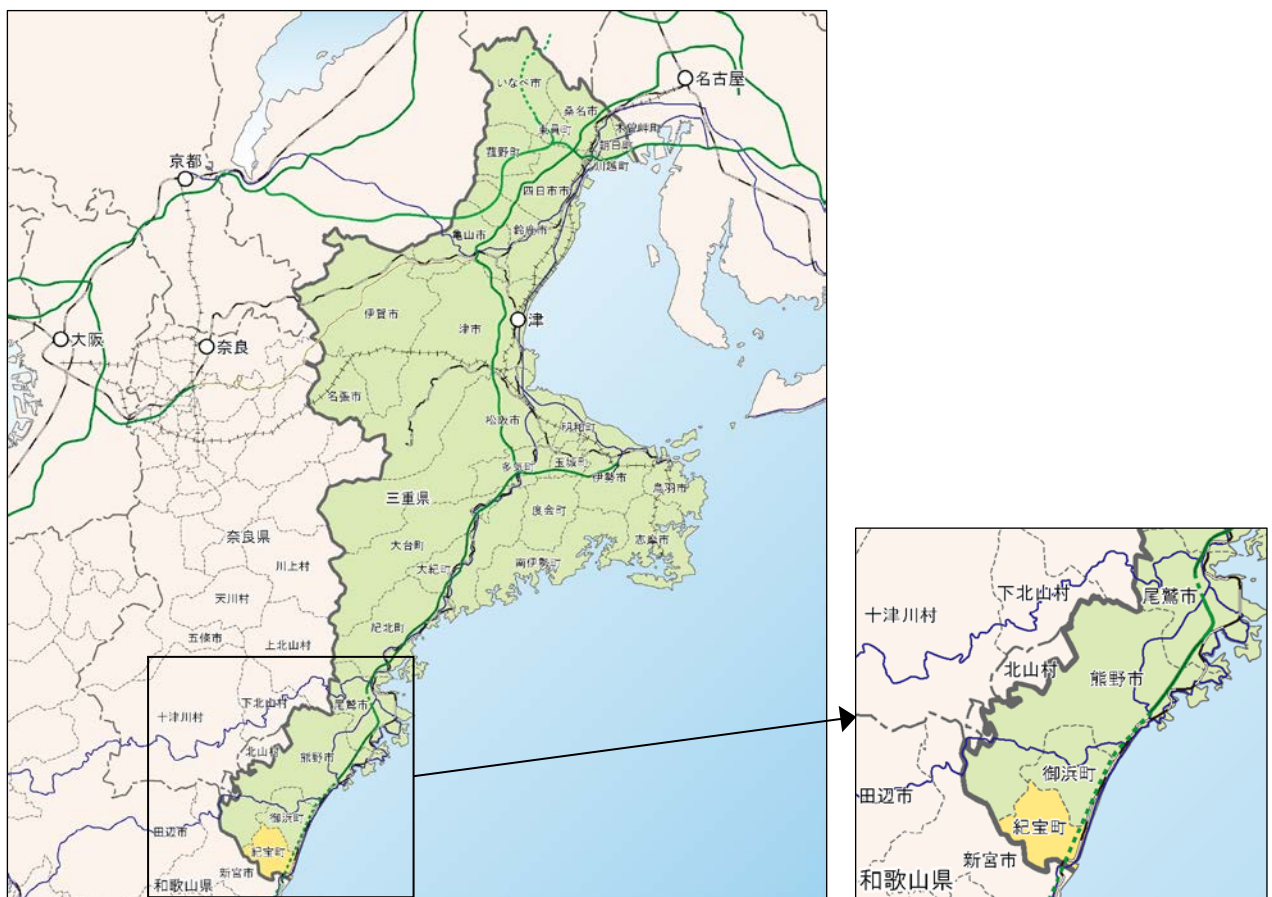 いなべ市
名古屋
桑名市
東員町
木曽岬町
朝日町
菰野町
川越町
京都
四日市市
亀山市
鈴鹿市
伊賀市
津市
津
大阪
奈良
名張市
松阪市
明和町
多気町
玉城町
伊勢市
鳥羽市
三重県
度会町
奈良県
大台町
志摩市
川上村
大紀町
南伊勢町
天川村
紀北町
五條市
上北山村
下北山村
尾鷲市
十津川村
北山村
熊野市
御浜町
田辺市
紀宝町
新宮市
和歌山県
下北山村
尾鷲市
十津川村
北山村
熊野市
御浜町
田辺市
紀宝町
新宮市
和歌山県